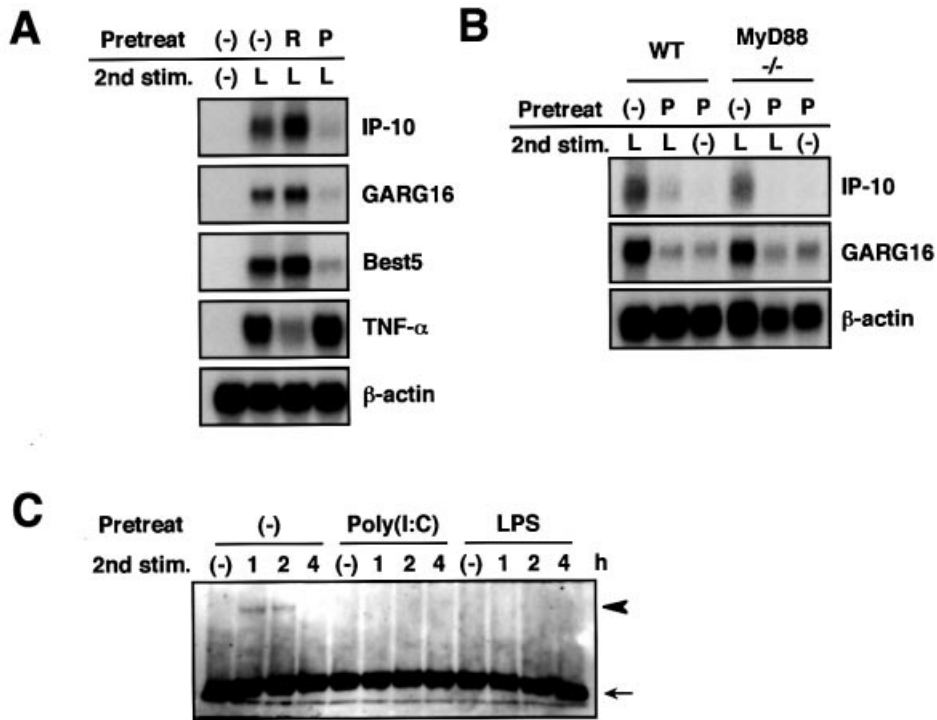 A
Pretreat (-) (-) R P
2nd stim. (-) L L L
IP-10
GARG16
Best5
TNF-α
β-actin
B
WT MyD88
-/-
Pretreat (-) P P (-) P P
2nd stim. L L (-) L L (-)
IP-10
GARG16
β-actin
C
Pretreat (-) Poly(I:C) LPS
2nd stim. (-) 1 2 4 (-) 1 2 4 (-) 1 2 4 h